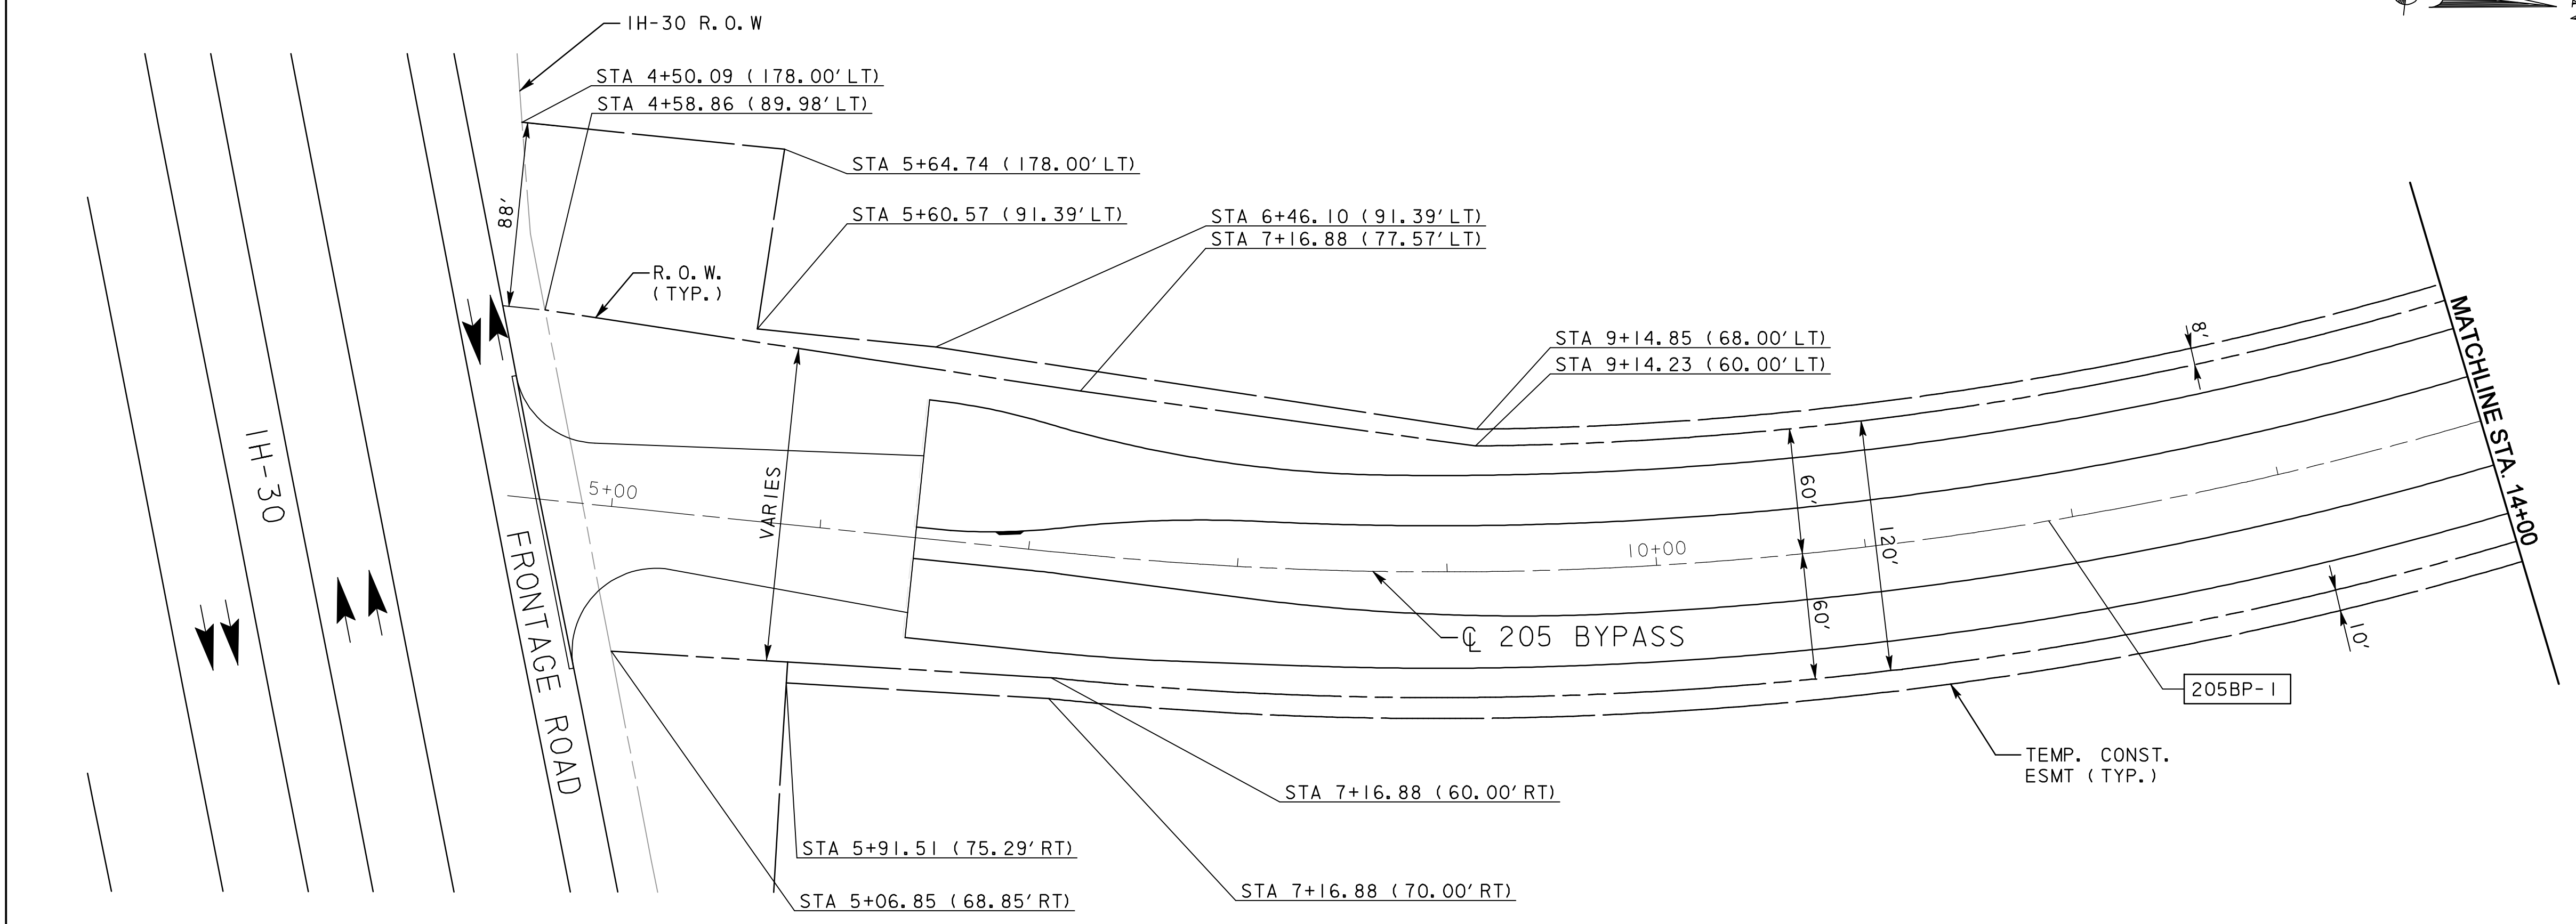 IH-30 R.O.W
STA 4+50.09 (178.00' LT)
STA 4+58.86 (89.98' LT)
STA 5+64.74 (178.00' LT)
88'
STA 5+60.57 (91.39' LT)
STA 6+46.10 (91.39' LT)
STA 7+16.88 (77.57' LT)
R.O.W.
(TYP.)
STA 9+14.85 (68.00' LT)
STA 9+14.23 (60.00' LT)
8'
MATCHLINE STA. 14+00
IH-30
5+00
VARIES
60'
120'
10+00
FRONTAGE ROAD
℄ 205 BYPASS
60'
10'
205BP-1
TEMP. CONST.
ESMT (TYP.)
STA 7+16.88 (60.00' RT)
STA 5+91.51 (75.29' RT)
STA 7+16.88 (70.00' RT)
STA 5+06.85 (68.85' RT)